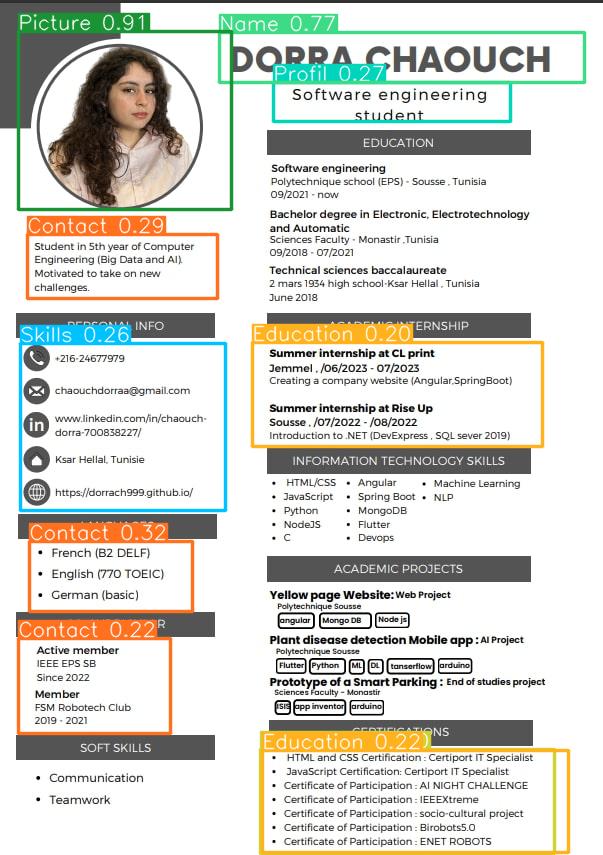 Picture 0.91
Name 0.77
DORRA CHAOUCH
Profil 0.27
Software engineering
student
Contact 0.29
Student in 5th year of Computer
Engineering (Big Data and AI).
Motivated to take on new
challenges.
PERSONAL INFO
Skills 0.26
+216-24677979
chaouchdorraa@gmail.com
www.linkedin.com/in/chaouch-
dorra-700838227/
Ksar Hellal, Tunisie
https://dorrach999.github.io/
LANGUAGES
Contact 0.32
French (B2 DELF)
English (770 TOEIC)
German (basic)
Contact 0.22
Active member
IEEE EPS SB
Since 2022
Member
FSM Robotech Club
2019 - 2021
SOFT SKILLS
Communication
Teamwork
EDUCATION
Software engineering
Polytechnique school (EPS) - Sousse , Tunisia
09/2021 - now
Bachelor degree in Electronic, Electrotechnology
and Automatic
Sciences Faculty - Monastir ,Tunisia
09/2018 - 07/2021
Technical sciences baccalaureate
2 mars 1934 high school-Ksar Hellal , Tunisia
June 2018
ACADEMIC INTERNSHIP
Education 0.20
Summer internship at CL print
Jemmel , /06/2023 - 07/2023
Creating a company website (Angular,SpringBoot)
Summer internship at Rise Up
Sousse , /07/2022 - /08/2022
Introduction to .NET (DevExpress , SQL sever 2019)
INFORMATION TECHNOLOGY SKILLS
HTML/CSS
JavaScript
Python
NodeJS
C
Angular
Spring Boot
MongoDB
Flutter
Devops
Machine Learning
NLP
ACADEMIC PROJECTS
Yellow page Website: Web Project
Polytechnique Sousse
angular Mongo DB Node js
Plant disease detection Mobile app : AI Project
Polytechnique Sousse
Flutter Python ML DL tanserflow arduino
Prototype of a Smart Parking : End of studies project
Sciences Faculty - Monastir
ISIS app inventor arduino
CERTIFICATIONS
Education 0.22)
HTML and CSS Certification : Certiport IT Specialist
JavaScript Certification: Certiport IT Specialist
Certificate of Participation : AI NIGHT CHALLENGE
Certificate of Participation : IEEEXtreme
Certificate of Participation : socio-cultural project
Certificate of Participation : Birobots5.0
Certificate of Participation : ENET ROBOTS